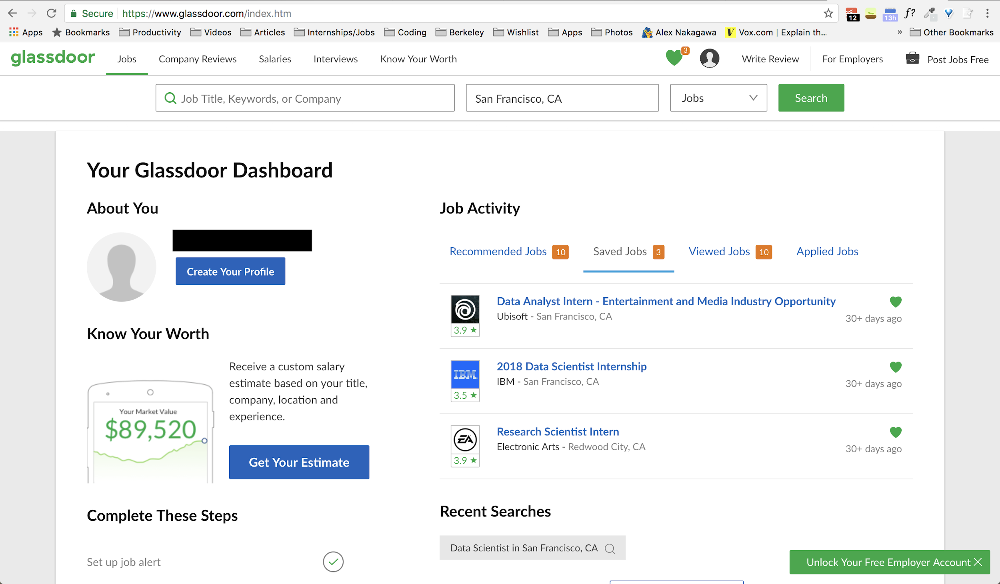 Secure https://www.glassdoor.com/index.htm 12 13h f?
Apps Bookmarks Productivity Videos Articles Internships/Jobs Coding Berkeley Wishlist Apps Photos Alex Nakagawa V Vox.com | Explain th... » Other Bookmarks
glassdoor Jobs Company Reviews Salaries Interviews Know Your Worth 3 Write Review For Employers Post Jobs Free
Job Title, Keywords, or Company San Francisco, CA Jobs Search
Your Glassdoor Dashboard
About You
Create Your Profile
Know Your Worth
Receive a custom salary
estimate based on your title,
company, location and
experience.
Your Market Value
$89,520
Get Your Estimate
Complete These Steps
Set up job alert
Job Activity
Recommended Jobs 10 Saved Jobs 3 Viewed Jobs 10 Applied Jobs
Data Analyst Intern - Entertainment and Media Industry Opportunity
Ubisoft - San Francisco, CA
30+ days ago
3.9
2018 Data Scientist Internship
IBM
IBM - San Francisco, CA
30+ days ago
3.5
Research Scientist Intern
EA
Electronic Arts - Redwood City, CA
30+ days ago
3.9
Recent Searches
Data Scientist in San Francisco, CA
Unlock Your Free Employer Account